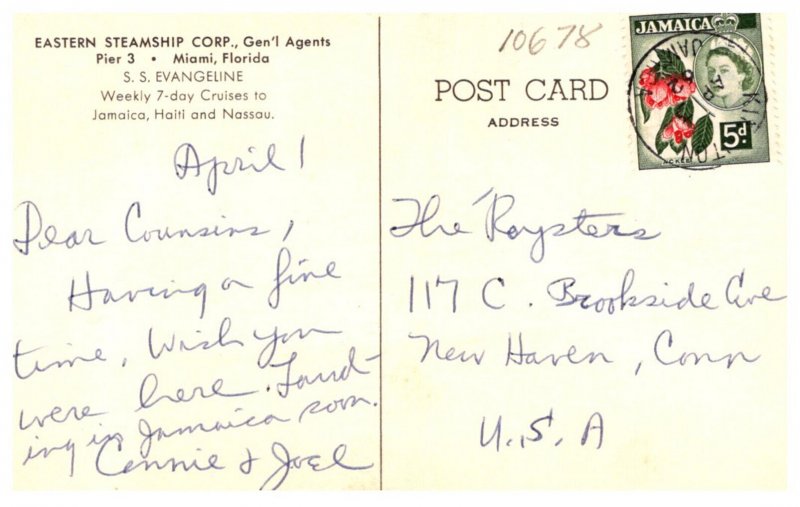 EASTERN STEAMSHIP CORP., Gen'l Agents
Pier 3 • Miami, Florida
S. S. EVANGELINE
Weekly 7-day Cruises to
Jamaica, Haiti and Nassau.
April 1
Dear Counsins,
Having a fine
time, Wish you
were here. Land-
ing in Jamaica soon.
Connie & Joel
10678
POST CARD
ADDRESS
JAMAICA
5d.
ACKEE
The Roysters
117 C. Brookside Ave
New Haven, Conn
U.S.A